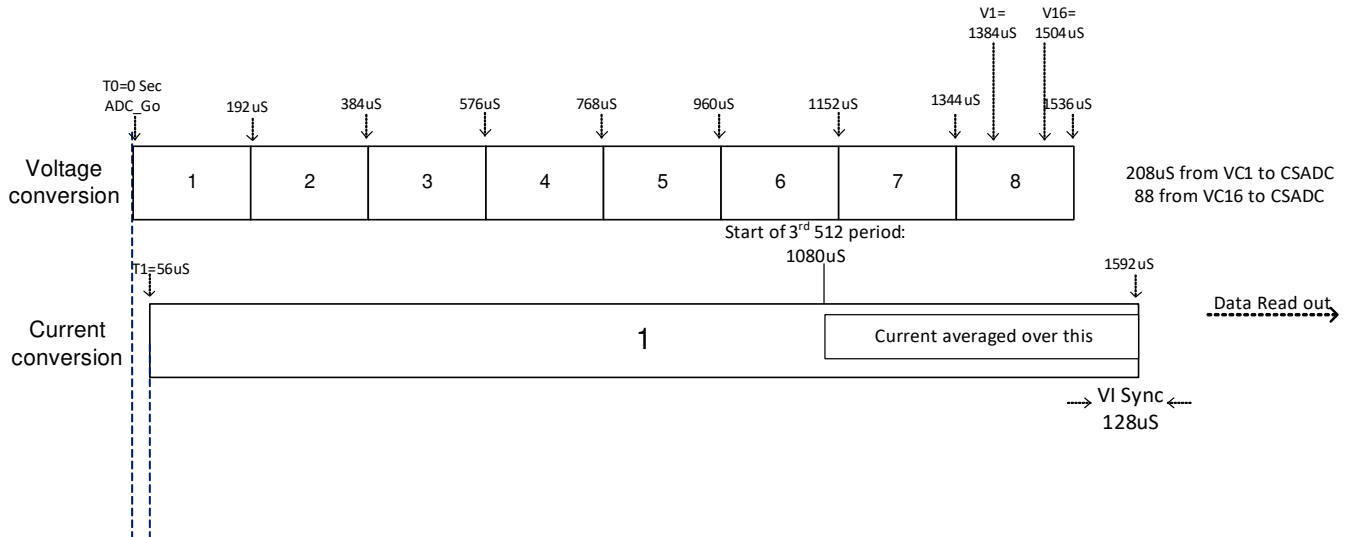 V1=
1384uS
V16=
1504uS
T0=0 Sec
ADC_Go
192uS
384uS
576uS
768uS
960uS
1152uS
1344uS
1536uS
Voltage
conversion
1
2
3
4
5
6
7
8
208uS from VC1 to CSADC
88 from VC16 to CSADC
Start of 3rd 512 period:
1080uS
T1=56uS
1592uS
Current
conversion
1
Current averaged over this
Data Read out
VI Sync
128uS